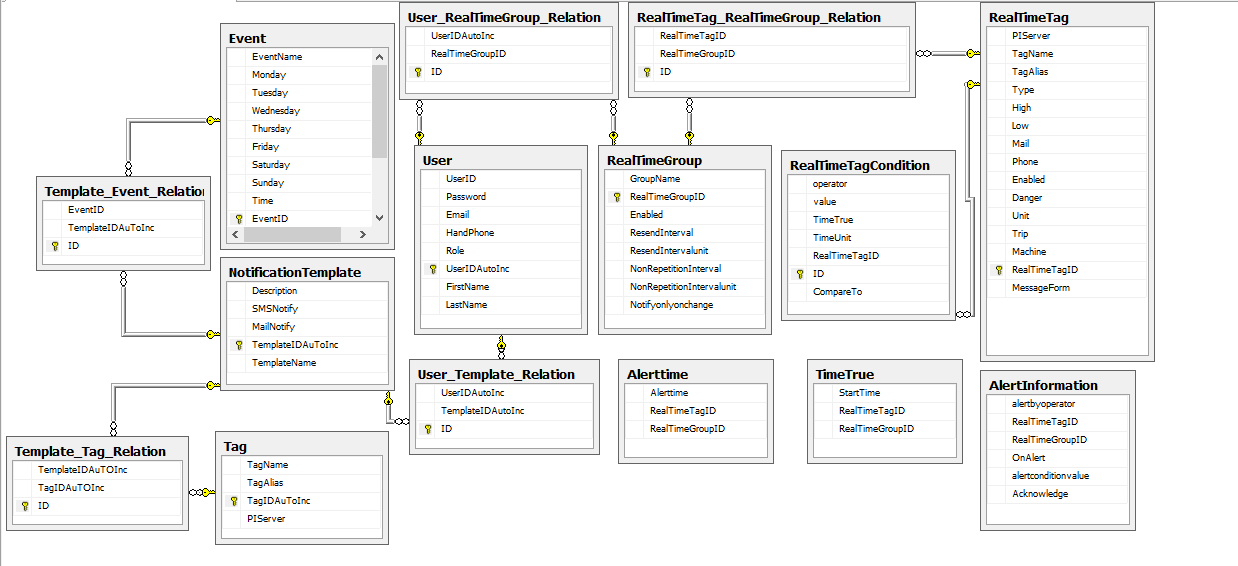 User_RealTimeGroup_Relation
UserIDAutoInc
RealTimeGroupID
ID
RealTimeTag_RealTimeGroup_Relation
RealTimeTagID
RealTimeGroupID
ID
RealTimeTag
PIServer
TagName
TagAlias
Type
High
Low
Mail
Phone
Enabled
Danger
Unit
Trip
Machine
RealTimeTagID
MessageForm
Event
EventName
Monday
Tuesday
Wednesday
Thursday
Friday
Saturday
Sunday
Time
EventID
User
UserID
Password
Email
HandPhone
Role
UserIDAutoInc
FirstName
LastName
RealTimeGroup
GroupName
RealTimeGroupID
Enabled
ResendInterval
ResendIntervalunit
NonRepetitionInterval
NonRepetitionIntervalunit
Notifyonlyonchange
RealTimeTagCondition
operator
value
TimeTrue
TimeUnit
RealTimeTagID
ID
CompareTo
Template_Event_Relation
EventID
TemplateIDAuToInc
ID
NotificationTemplate
Description
SMSNotify
MailNotify
TemplateIDAuToInc
TemplateName
User_Template_Relation
UserIDAutoInc
TemplateIDAuToInc
ID
Alerttime
Alerttime
RealTimeTagID
RealTimeGroupID
TimeTrue
StartTime
RealTimeTagID
RealTimeGroupID
AlertInformation
alertbyoperator
RealTimeTagID
RealTimeGroupID
OnAlert
alertconditionvalue
Acknowledge
Template_Tag_Relation
TemplateIDAuTOInc
TagIDAuTOInc
ID
Tag
TagName
TagAlias
TagIDAuToInc
PIServer